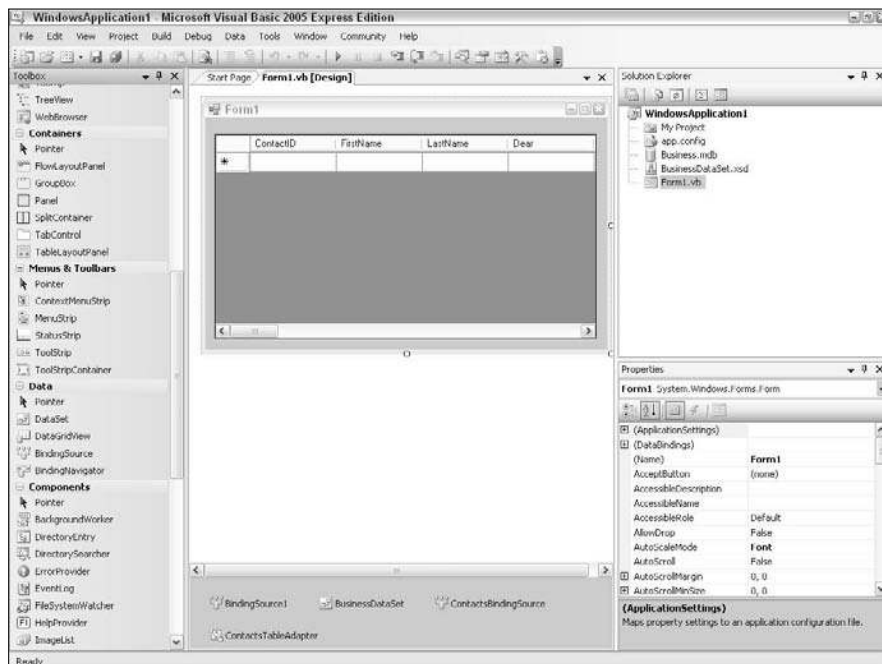 WindowsApplication1 - Microsoft Visual Basic 2005 Express Edition
File Edit View Project Build Debug Data Tools Window Community Help
Toolbox
TreeView
WebBrowser
Containers
Pointer
FlowLayoutPanel
GroupBox
Panel
SplitContainer
TabControl
TableLayoutPanel
Menus & Toolbars
Pointer
ContextMenuStrip
MenuStrip
StatusStrip
ToolStrip
ToolStripContainer
Data
Pointer
DataSet
DataGridView
BindingSource
BindingNavigator
Components
Pointer
BackgroundWorker
DirectoryEntry
DirectorySearcher
ErrorProvider
EventLog
FileSystemWatcher
HelpProvider
ImageList
Start Page Form1.vb [Design]
Form1
ContactID FirstName LastName Dear
BindingSource1 BusinessDataSet ContactsBindingSource
ContactsTableAdapter
Solution Explorer
WindowsApplication1
My Project
app.config
Business.mdb
BusinessDataSet.xsd
Form1.vb
Properties
Form1 System.Windows.Forms.Form
(ApplicationSettings)
(DataBindings)
(Name) Form1
AcceptButton (none)
AccessibleDescription
AccessibleName
AccessibleRole Default
AllowDrop False
AutoScaleMode Font
AutoScroll False
AutoScrollMargin 0, 0
AutoScrollMinSize 0, 0
(ApplicationSettings)
Maps property settings to an application configuration file.
Ready